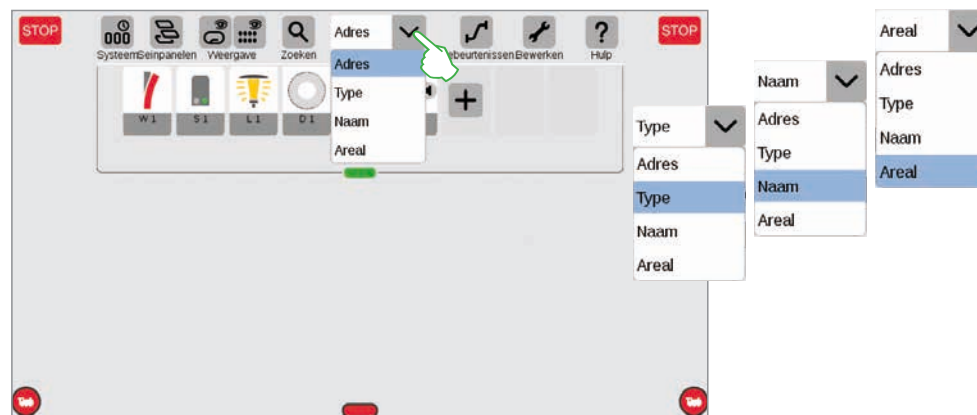 STOP
Adres
STOP
Systeem Seinpanelen Weergave Zoeken ebeurtenissen Bewerken Hulp
Adres
Type
Naam
Areal
W 1 S 1 L 1 D 1
Type
Adres
Type
Naam
Areal
Naam
Adres
Type
Naam
Areal
Areal
Adres
Type
Naam
Areal